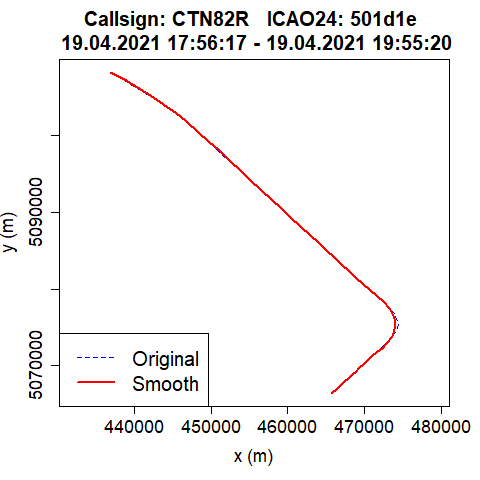 Callsign: CTN82R   ICAO24: 501d1e
19.04.2021 17:56:17 - 19.04.2021 19:55:20
y (m)
5090000
5070000
Original
Smooth
440000 450000 460000 470000 480000
x (m)